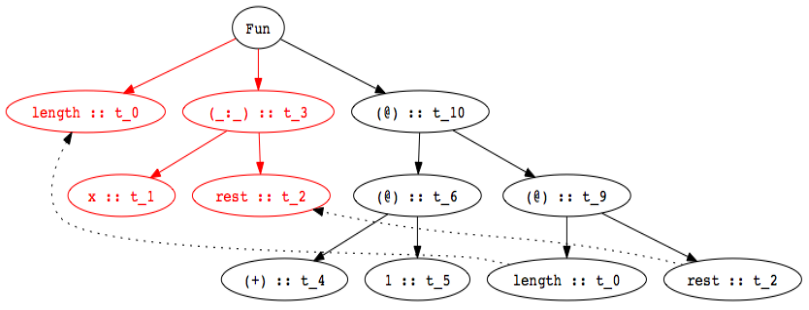 Fun
length :: t_0
(_:_) :: t_3
(@) :: t_10
x :: t_1
rest :: t_2
(@) :: t_6
(@) :: t_9
(+) :: t_4
1 :: t_5
length :: t_0
rest :: t_2